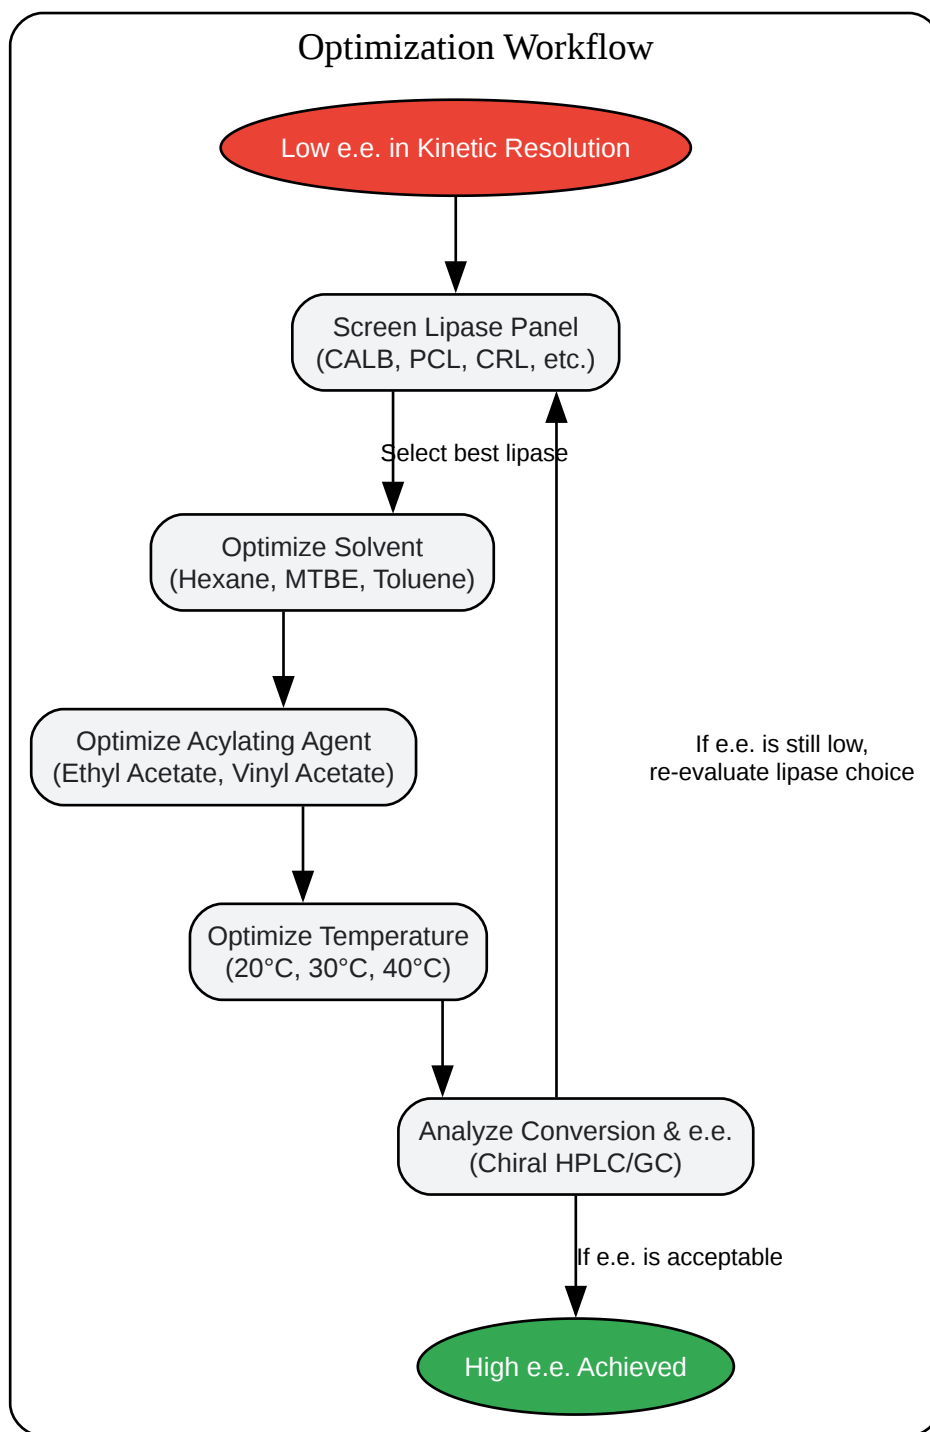 Optimization Workflow
Low e.e. in Kinetic Resolution
Screen Lipase Panel
(CALB, PCL, CRL, etc.)
Select best lipase
Optimize Solvent
(Hexane, MTBE, Toluene)
Optimize Acylating Agent
(Ethyl Acetate, Vinyl Acetate)
If e.e. is still low,
re-evaluate lipase choice
Optimize Temperature
(20°C, 30°C, 40°C)
Analyze Conversion & e.e.
(Chiral HPLC/GC)
If e.e. is acceptable
High e.e. Achieved